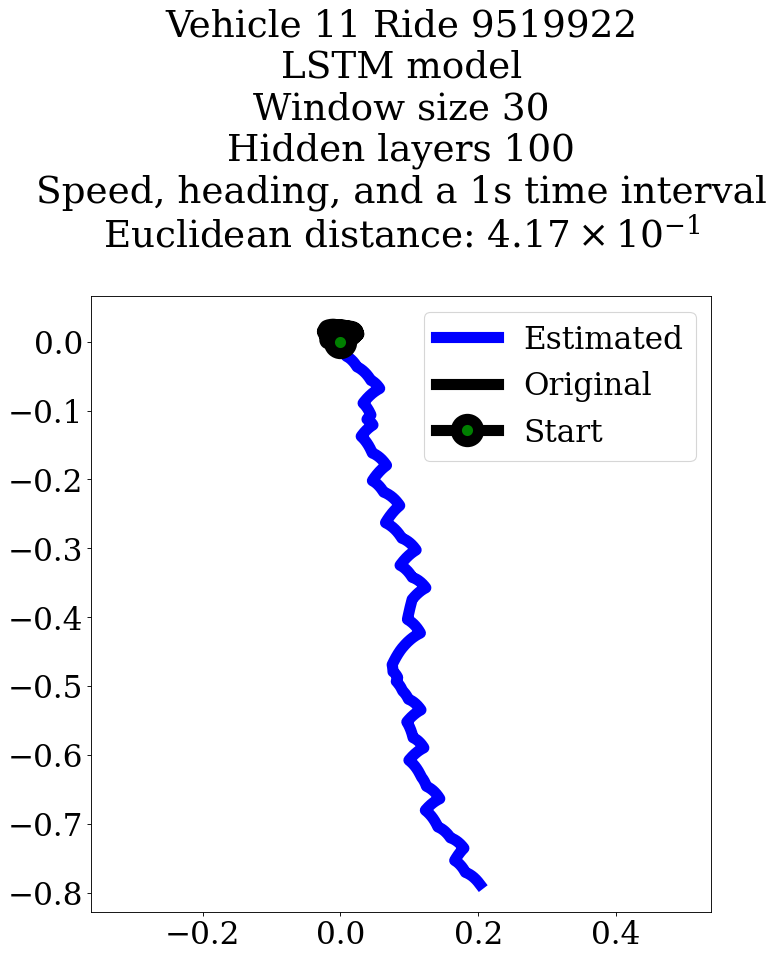 Vehicle 11 Ride 9519922
LSTM model
Window size 30
Hidden layers 100
Speed, heading, and a 1s time interval
Euclidean distance: 4.17 × 10⁻¹
Estimated
Original
Start
0.0
−0.1
−0.2
−0.3
−0.4
−0.5
−0.6
−0.7
−0.8
−0.2 0.0 0.2 0.4